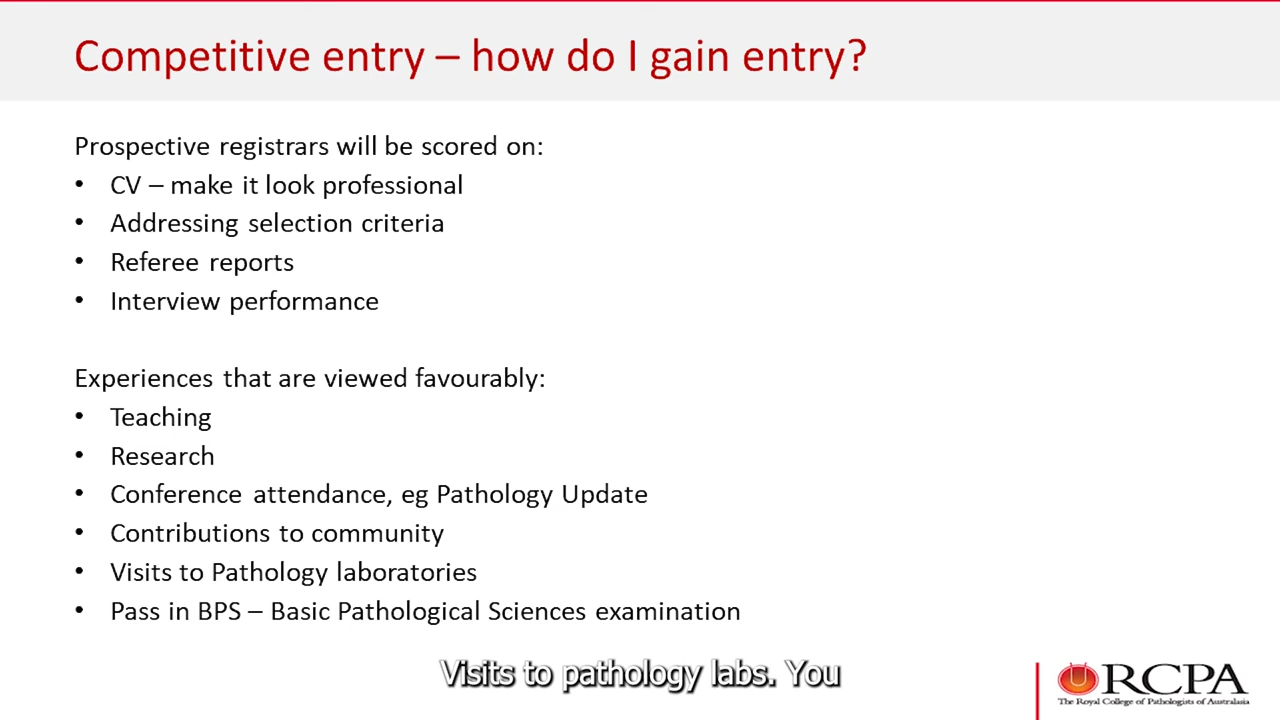 Competitive entry – how do I gain entry?
Prospective registrars will be scored on:
• CV – make it look professional
• Addressing selection criteria
• Referee reports
• Interview performance
Experiences that are viewed favourably:
• Teaching
• Research
• Conference attendance, eg Pathology Update
• Contributions to community
• Visits to Pathology laboratories
• Pass in BPS – Basic Pathological Sciences examination
Visits to pathology labs. You
RCPA
The Royal College of Pathologists of Australasia